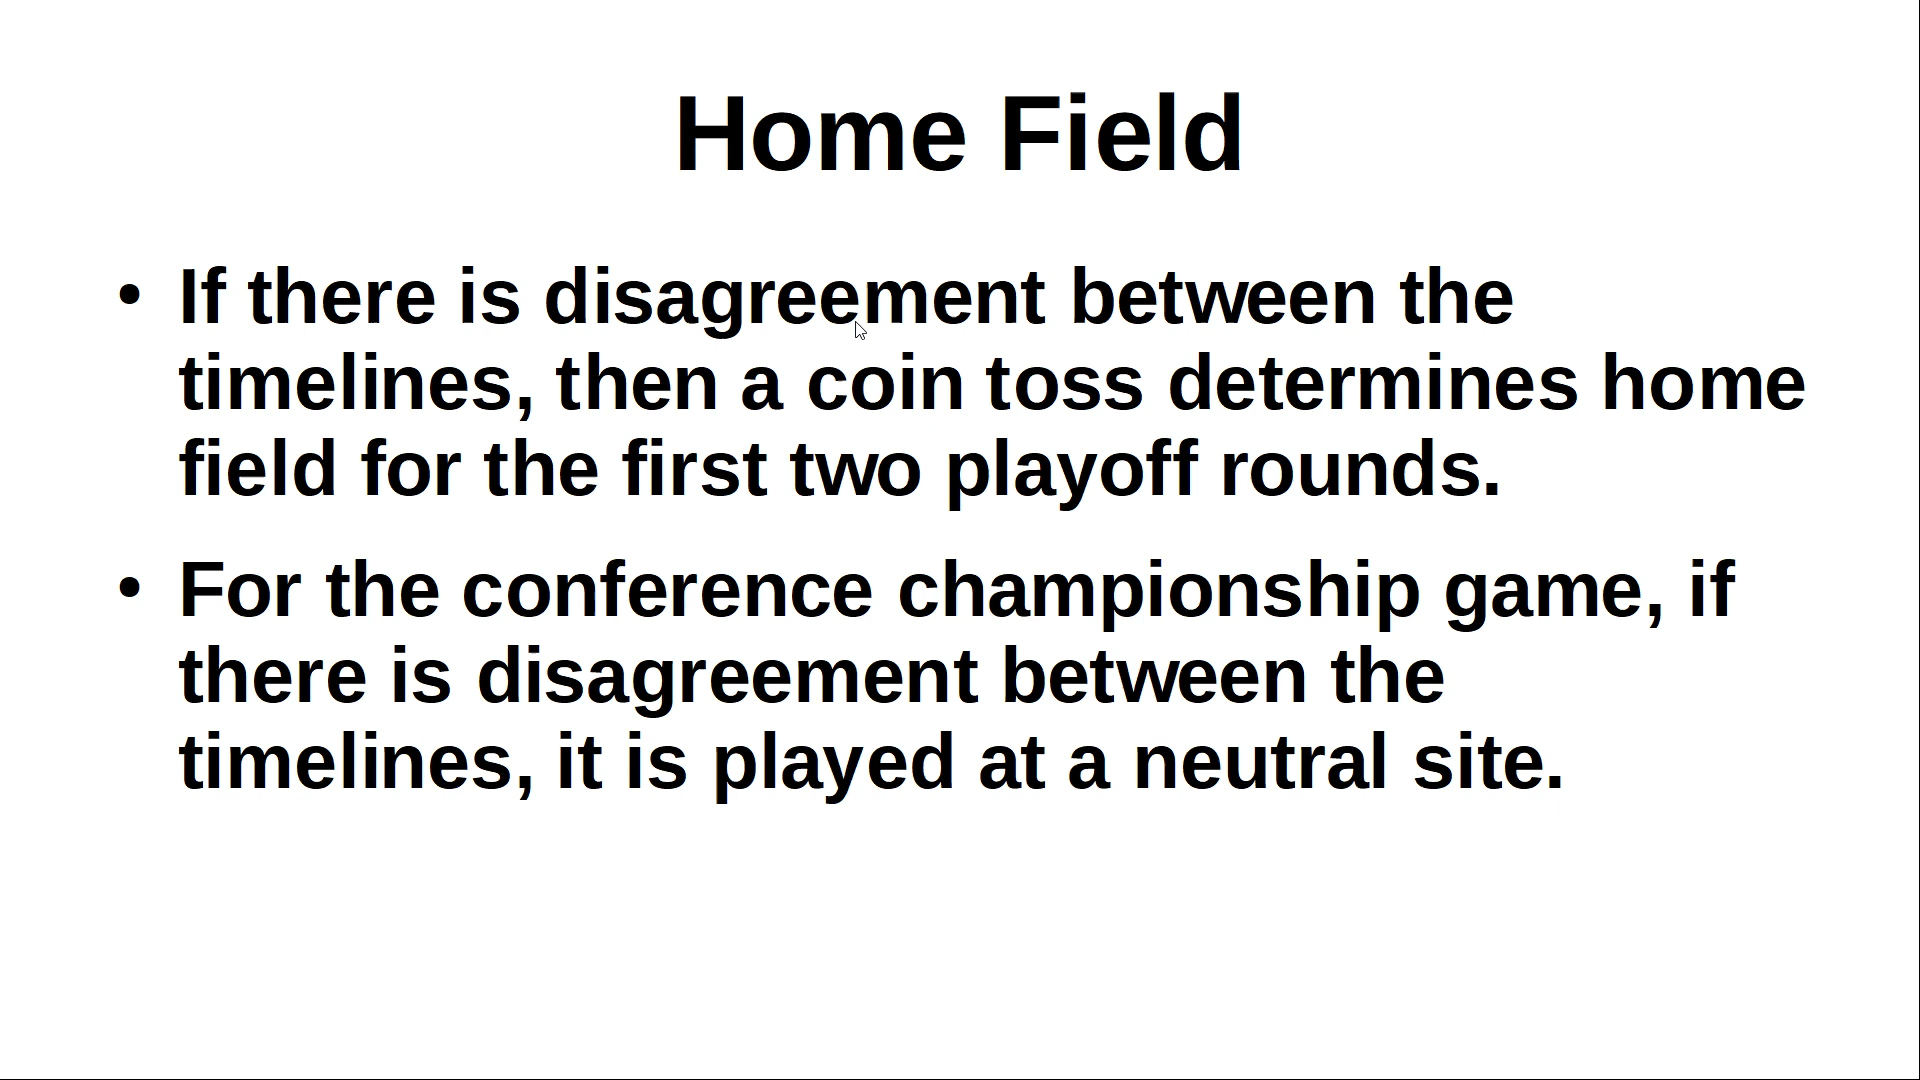 Home Field
• If there is disagreement between the
timelines, then a coin toss determines home
field for the first two playoff rounds.
• For the conference championship game, if
there is disagreement between the
timelines, it is played at a neutral site.